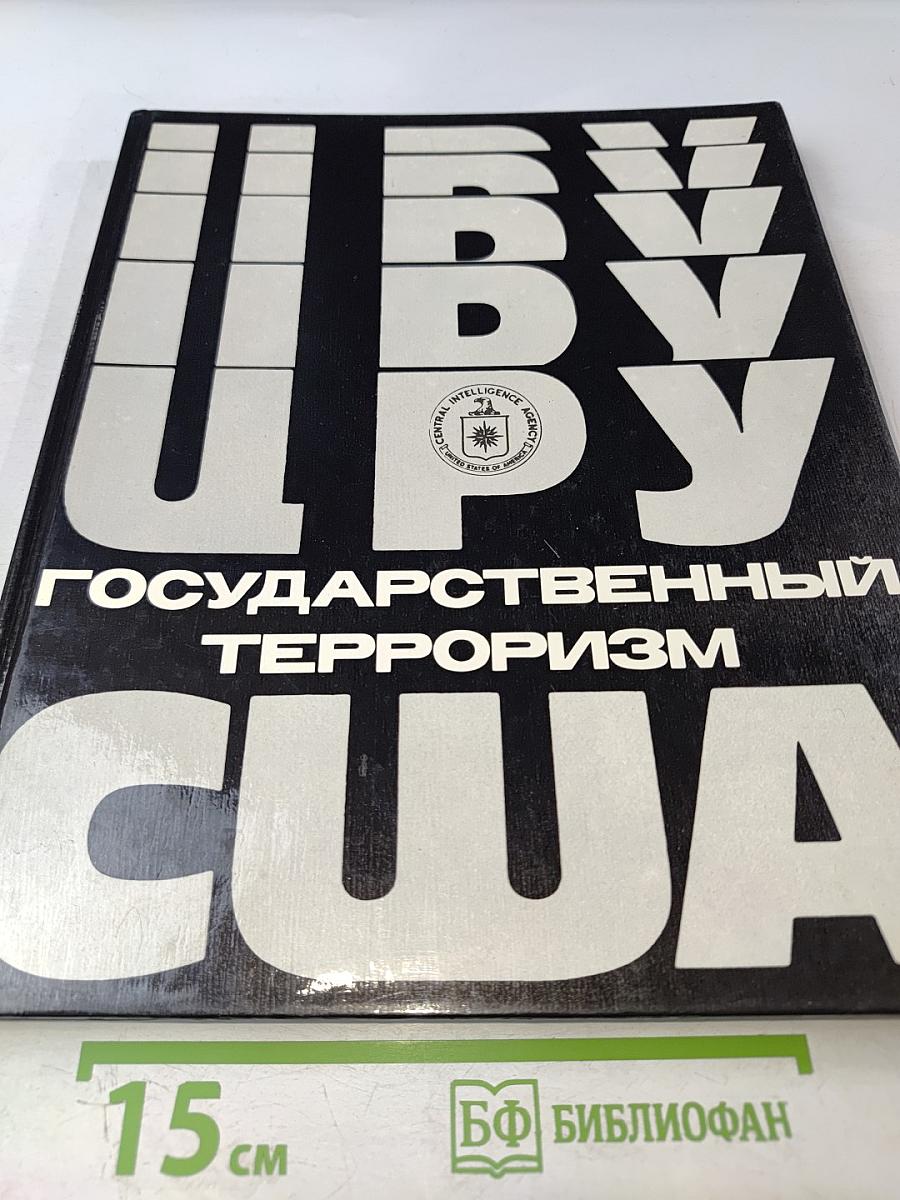 ЦРУ
CENTRAL INTELLIGENCE AGENCY
UNITED STATES OF AMERICA
ГОСУДАРСТВЕННЫЙ
ТЕРРОРИЗМ
США
15 см
БФ БИБЛИОФАН